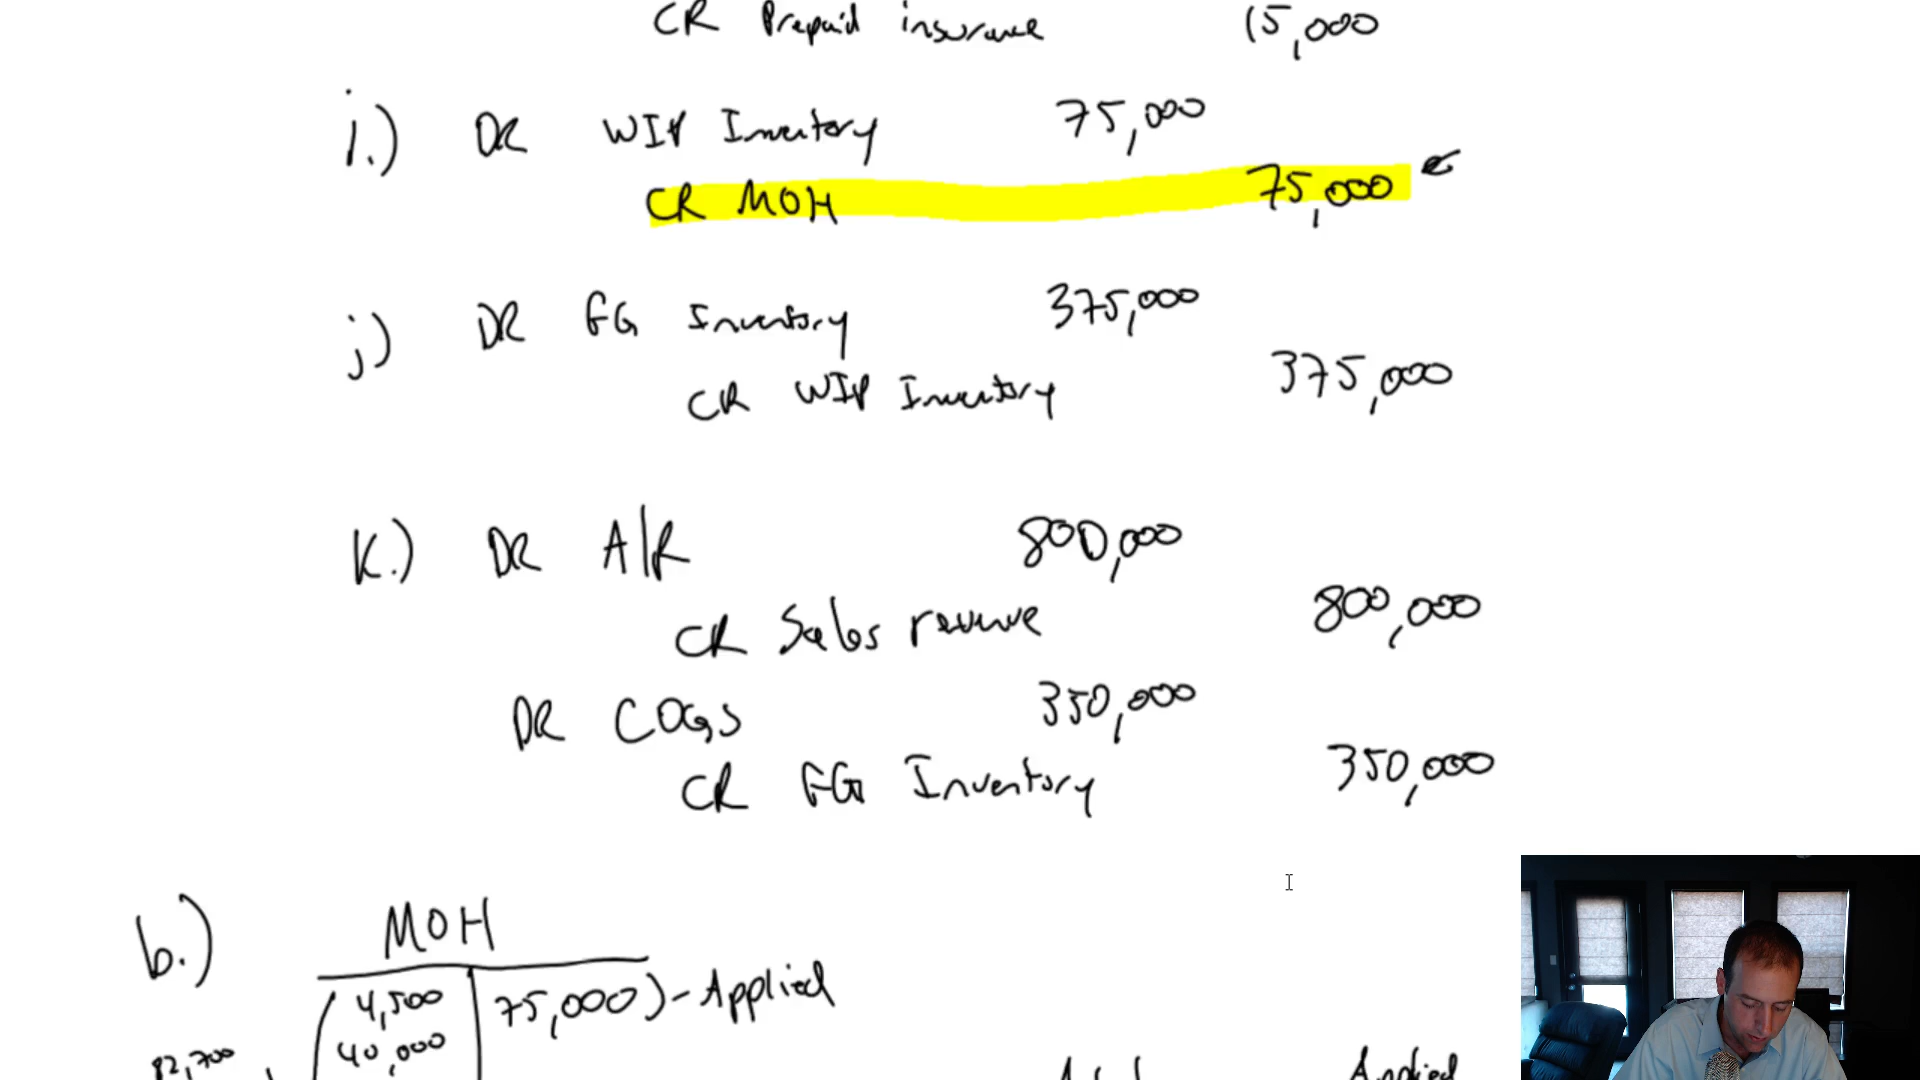 CR Prepaid insurance 15,000
i.) DR WIP Inventory 75,000
CR MOH 75,000
j) DR FG Inventory 375,000
CR WIP Inventory 375,000
K.) DR A/R 800,000
CR Sales revenue 800,000
DR COGS 350,000
CR FG Inventory 350,000
b.) MOH
4,500 75,000) - Applied
40,000
82,700
Applied